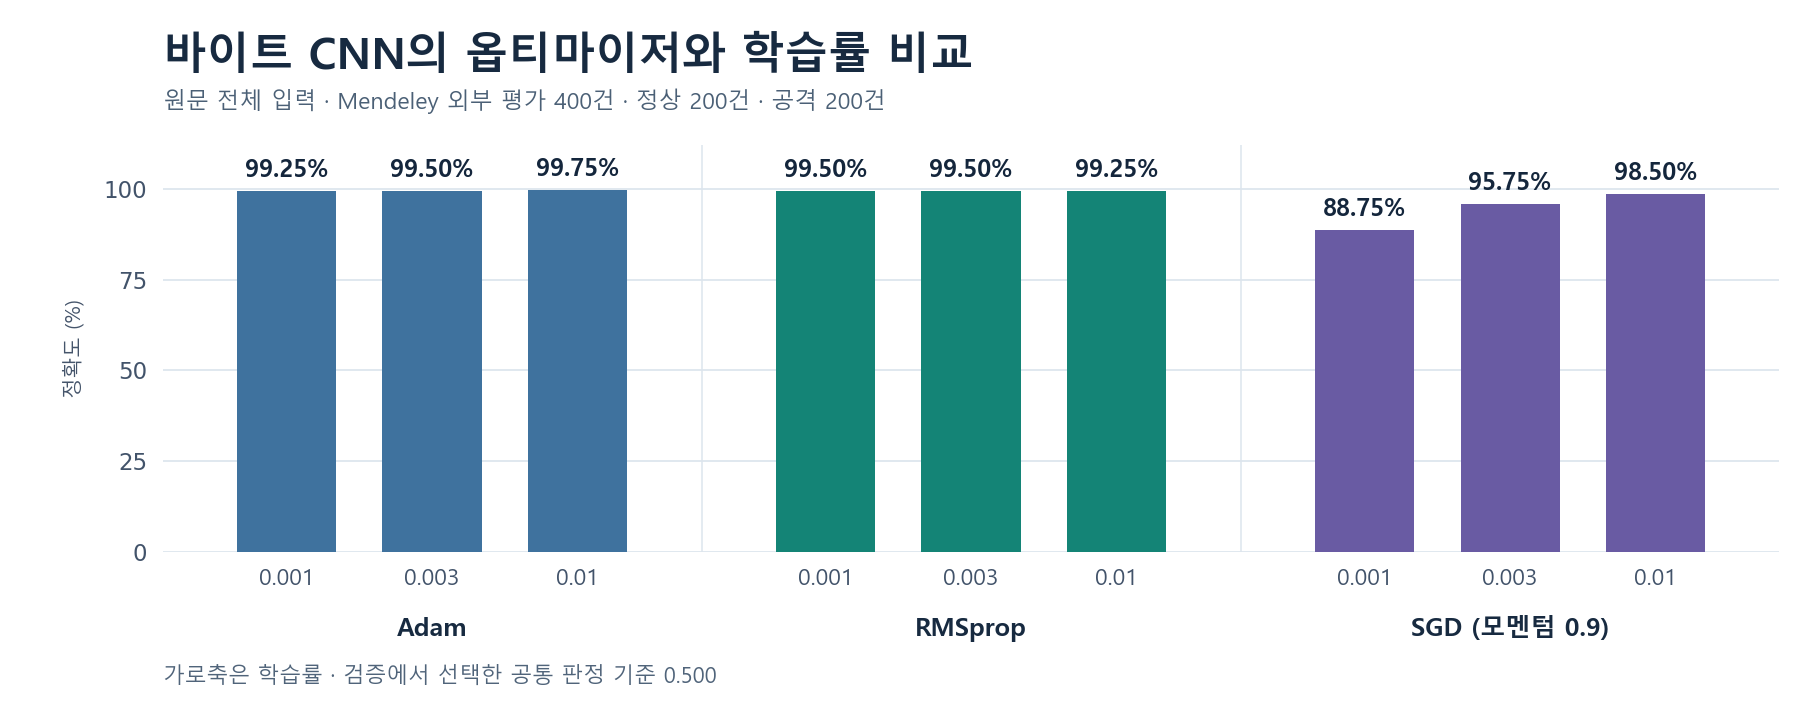 바이트 CNN의 옵티마이저와 학습률 비교
원문 전체 입력 · Mendeley 외부 평가 400건 · 정상 200건 · 공격 200건
99.25% 99.50% 99.75% 99.50% 99.50% 99.25% 88.75% 95.75% 98.50%
100
75
50
25
0
정확도 (%)
0.001 0.003 0.01 0.001 0.003 0.01 0.001 0.003 0.01
Adam RMSprop SGD (모멘텀 0.9)
가로축은 학습률 · 검증에서 선택한 공통 판정 기준 0.500